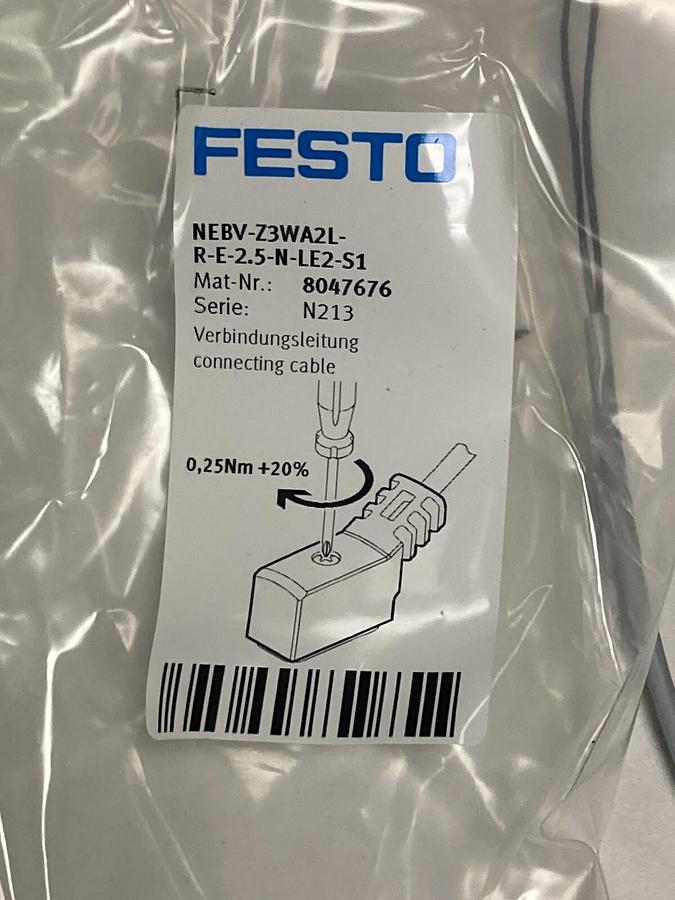 FESTO
NEBV-Z3WA2L-
R-E-2.5-N-LE2-S1
Mat-Nr.: 8047676
Serie: N213
Verbindungsleitung
connecting cable
0,25Nm +20%